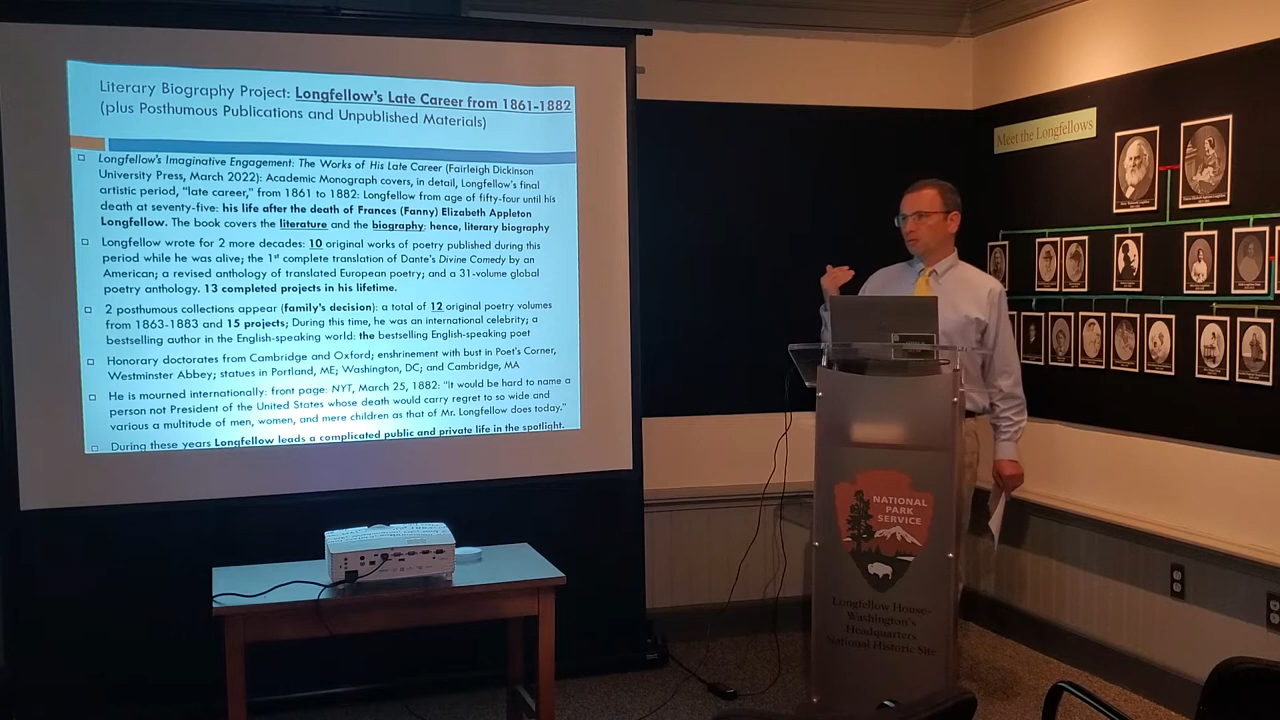 Literary Biography Project: Longfellow's Late Career from 1861-1882
(plus Posthumous Publications and Unpublished Materials)
Longfellow's Imaginative Engagement: The Works of His Late Career (Fairleigh Dickinson
University Press, March 2022): Academic Monograph covers, in detail, Longfellow's final
artistic period, "late career," from 1861 to 1882: Longfellow from age of fifty-four until his
death at seventy-five: his life after the death of Frances (Fanny) Elizabeth Appleton
Longfellow. The book covers the literature and the biography: hence, literary biography
Longfellow wrote for 2 more decades: 10 original works of poetry published during this
period while he was alive; the 1st complete translation of Dante's Divine Comedy by an
American; a revised anthology of translated European poetry; and a 31-volume global
poetry anthology. 13 completed projects in his lifetime.
2 posthumous collections appear (family's decision): a total of 12 original poetry volumes
from 1863-1883 and 15 projects; During this time, he was an international celebrity; a
bestselling author in the English-speaking world: the bestselling English-speaking poet
Honorary doctorates from Cambridge and Oxford; enshrinement with bust in Poet's Corner,
Westminster Abbey; statues in Portland, ME; Washington, DC; and Cambridge, MA
He is mourned internationally: front page: NYT, March 25, 1882: "It would be hard to name a
person not President of the United States whose death would carry regret to so wide and
various a multitude of men, women, and mere children as that of Mr. Longfellow does today."
During these years Longfellow leads a complicated public and private life in the spotlight.
Meet the Longfellows
NATIONAL
PARK
SERVICE
Longfellow House-
Washington's
Headquarters
National Historic Site